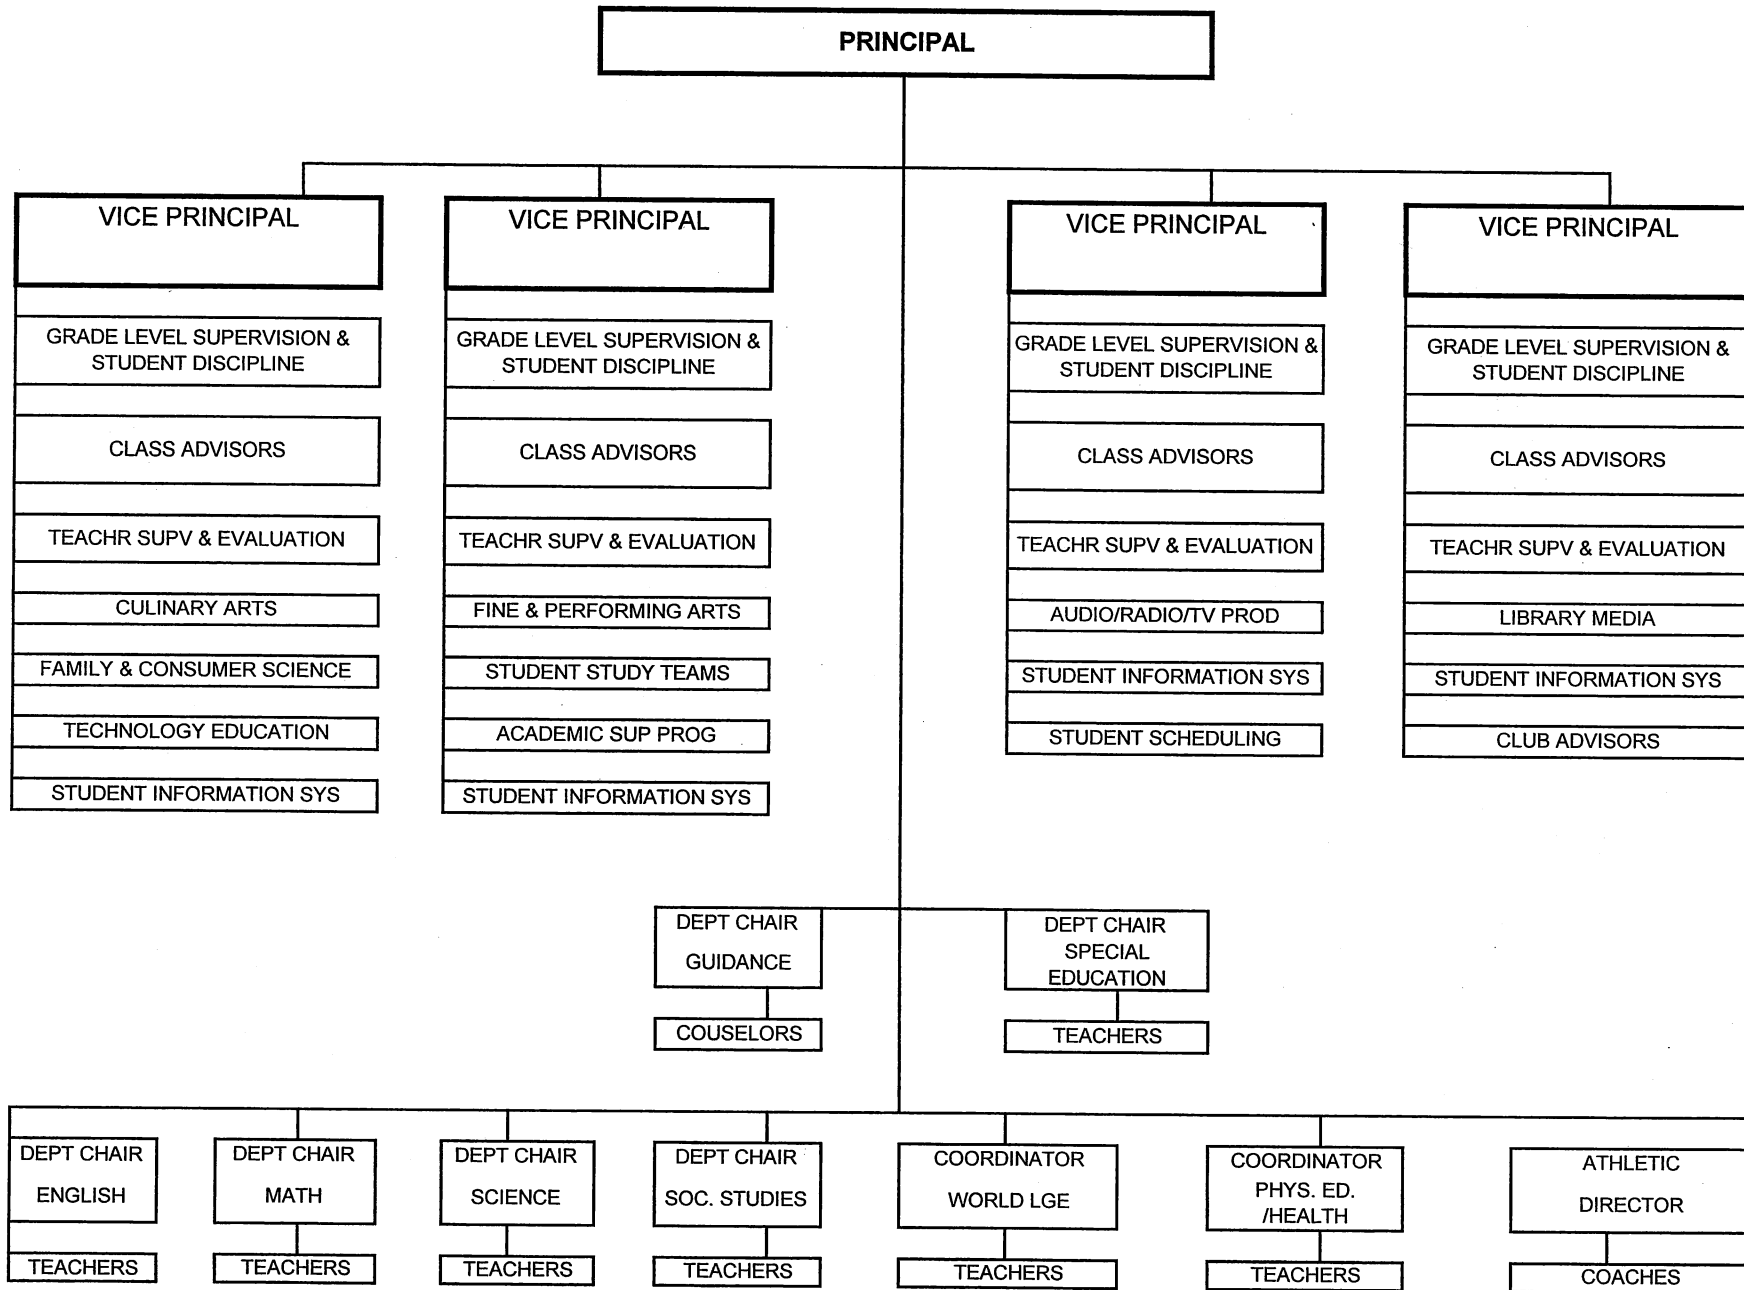 PRINCIPAL
VICE PRINCIPAL
GRADE LEVEL SUPERVISION &
STUDENT DISCIPLINE
CLASS ADVISORS
TEACHR SUPV & EVALUATION
CULINARY ARTS
FAMILY & CONSUMER SCIENCE
TECHNOLOGY EDUCATION
STUDENT INFORMATION SYS
VICE PRINCIPAL
GRADE LEVEL SUPERVISION &
STUDENT DISCIPLINE
CLASS ADVISORS
TEACHR SUPV & EVALUATION
FINE & PERFORMING ARTS
STUDENT STUDY TEAMS
ACADEMIC SUP PROG
STUDENT INFORMATION SYS
VICE PRINCIPAL
GRADE LEVEL SUPERVISION &
STUDENT DISCIPLINE
CLASS ADVISORS
TEACHR SUPV & EVALUATION
AUDIO/RADIO/TV PROD
STUDENT INFORMATION SYS
STUDENT SCHEDULING
VICE PRINCIPAL
GRADE LEVEL SUPERVISION &
STUDENT DISCIPLINE
CLASS ADVISORS
TEACHR SUPV & EVALUATION
LIBRARY MEDIA
STUDENT INFORMATION SYS
CLUB ADVISORS
DEPT CHAIR
GUIDANCE
COUSELORS
DEPT CHAIR
SPECIAL
EDUCATION
TEACHERS
DEPT CHAIR
ENGLISH
TEACHERS
DEPT CHAIR
MATH
TEACHERS
DEPT CHAIR
SCIENCE
TEACHERS
DEPT CHAIR
SOC. STUDIES
TEACHERS
COORDINATOR
WORLD LGE
TEACHERS
COORDINATOR
PHYS. ED.
/HEALTH
TEACHERS
ATHLETIC
DIRECTOR
COACHES